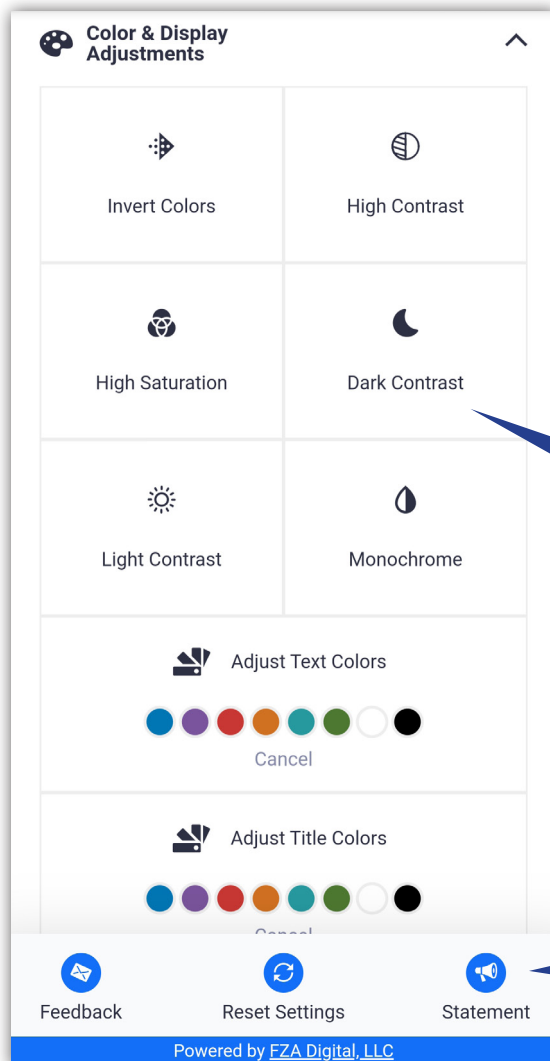 Color & Display
Adjustments
Invert Colors
High Contrast
High Saturation
Dark Contrast
Light Contrast
Monochrome
Adjust Text Colors
Cancel
Adjust Title Colors
Cancel
Feedback
Reset Settings
Statement
Powered by FZA Digital, LLC